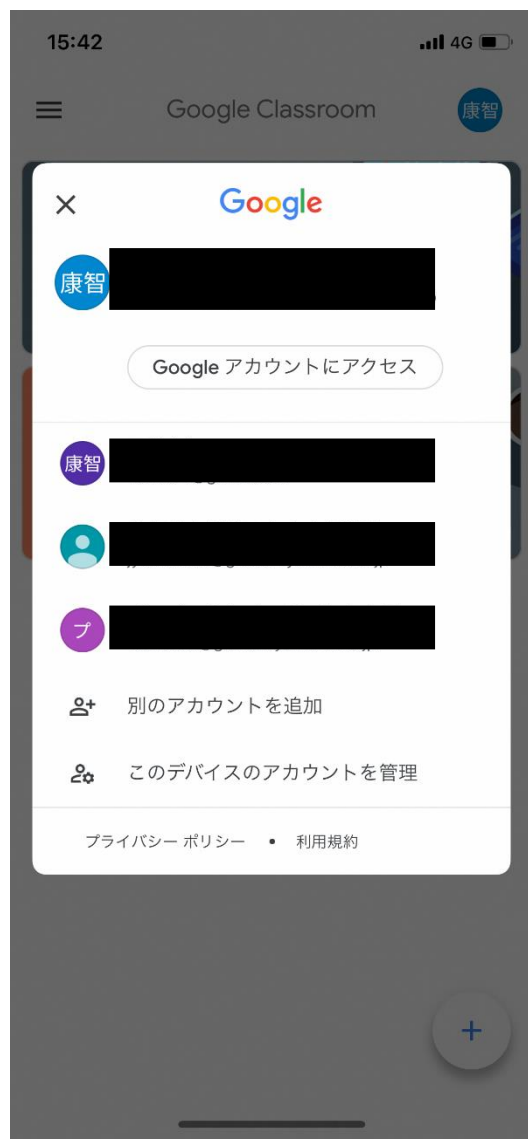 15:42
4G
Google Classroom
康智
Google
康智
Google アカウントにアクセス
康智
プ
別のアカウントを追加
このデバイスのアカウントを管理
プライバシー ポリシー • 利用規約